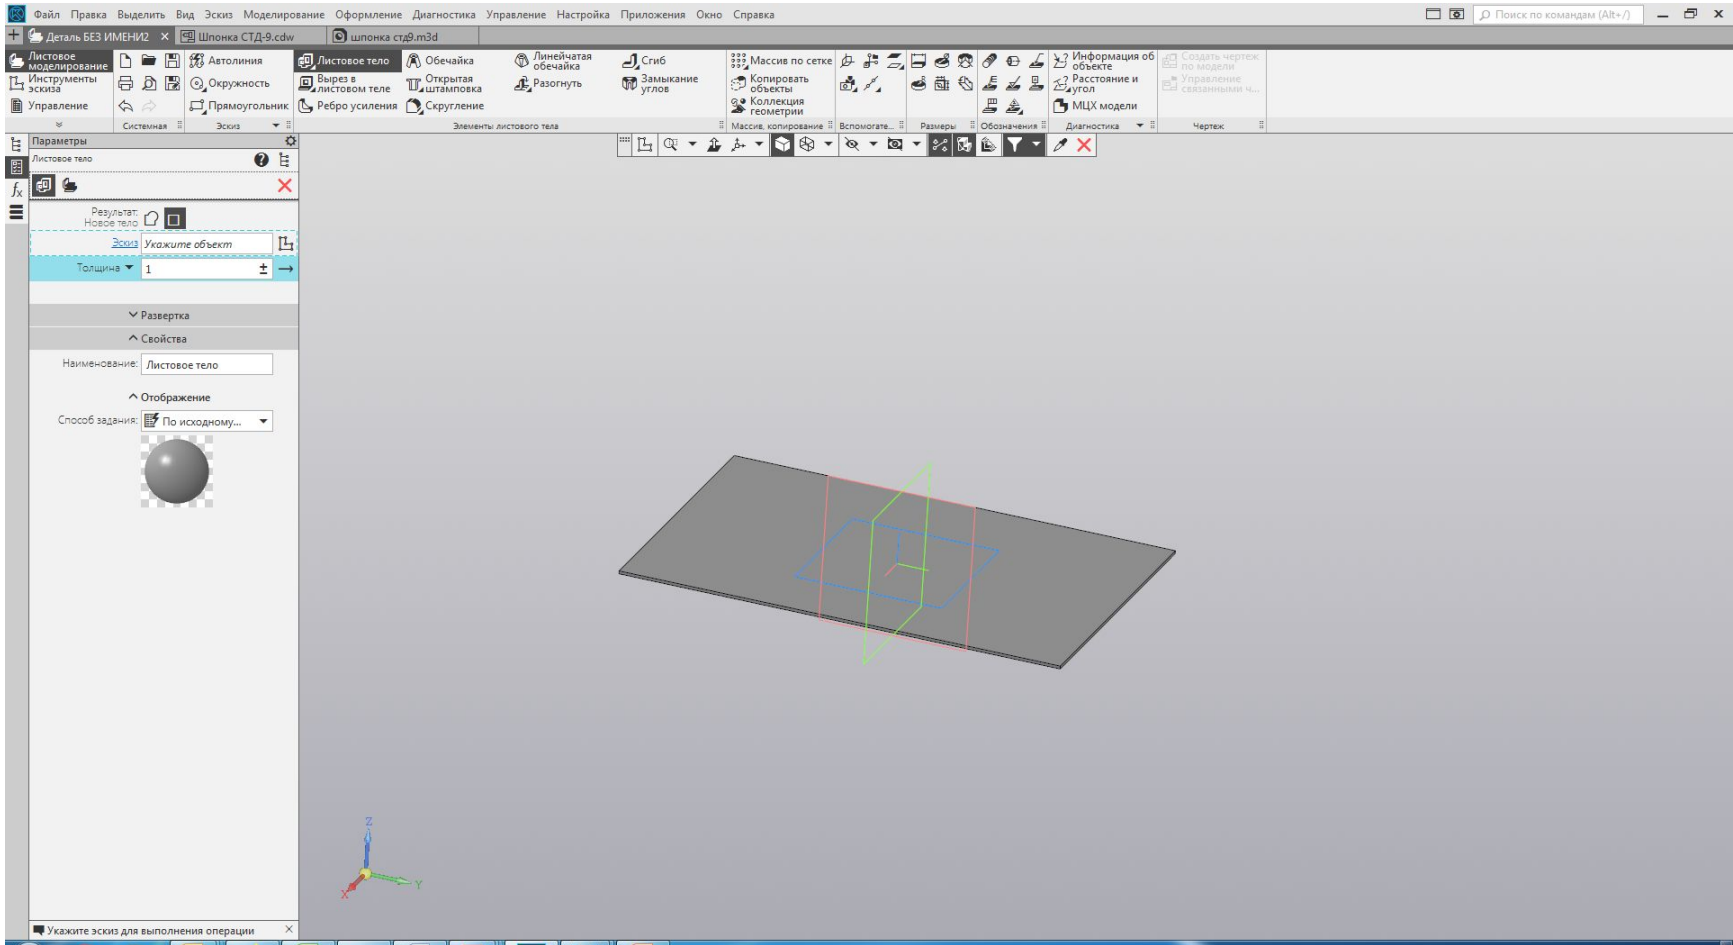 Файл Правка Выделить Вид Эскиз Моделирование Оформление Диагностика Управление Настройка Приложения Окно Справка
Поиск по командам (Alt+/)
Деталь БЕЗ ИМЕНИ2
Шпонка СТД-9.cdw
шпонка стд9.m3d
Листовое моделирование
Инструменты эскиза
Управление
Системная
Автолиния
Окружность
Прямоугольник
Эскиз
Листовое тело
Вырез в листовом теле
Ребро усиления
Обечайка
Открытая штамповка
Скругление
Линейчатая обечайка
Разогнуть
Сгиб
Замыкание углов
Элементы листового тела
Массив по сетке
Копировать объекты
Коллекция геометрии
Массив, копирование
Вспомогате...
Размеры
Обозначения
Информация об объекте
Расстояние и угол
МЦХ модели
Диагностика
Создать чертеж по модели
Управление связанными ч...
Чертеж
Параметры
Листовое тело
Результат:
Новое тело
Эскиз Укажите объект
Толщина 1
Развертка
Свойства
Наименование: Листовое тело
Отображение
Способ задания: По исходному...
Z
Y
X
Укажите эскиз для выполнения операции